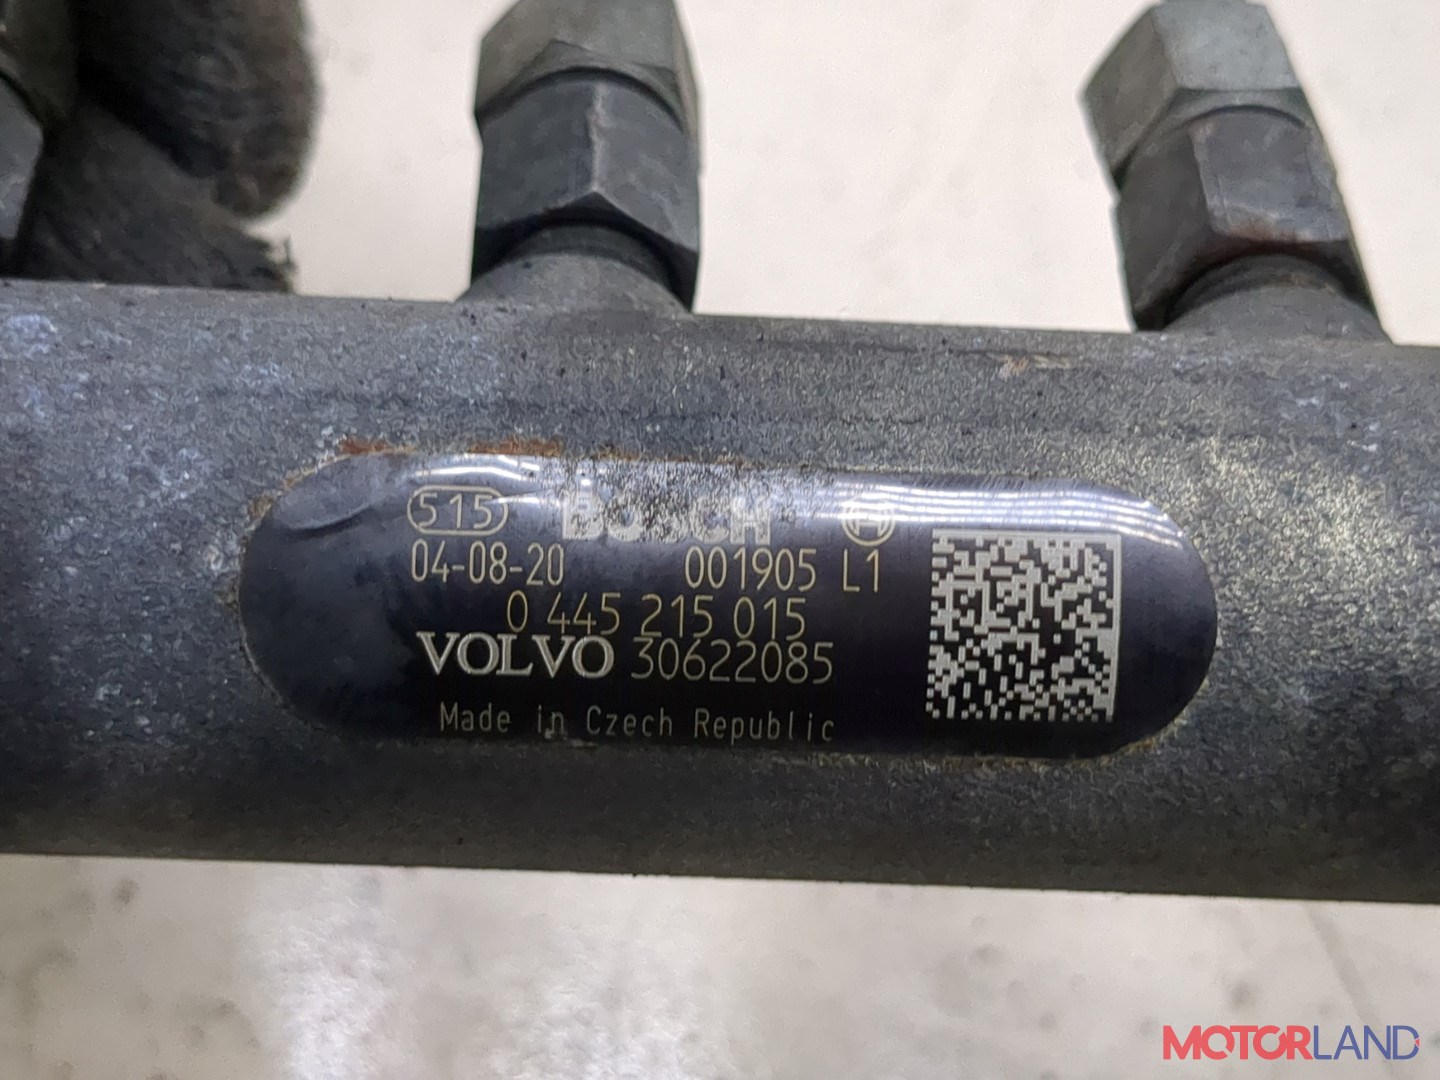 515 BOSCH
04-08-20 001905 L1
0 445 215 015
VOLVO 30622085
Made in Czech Republic
MOTORLAND